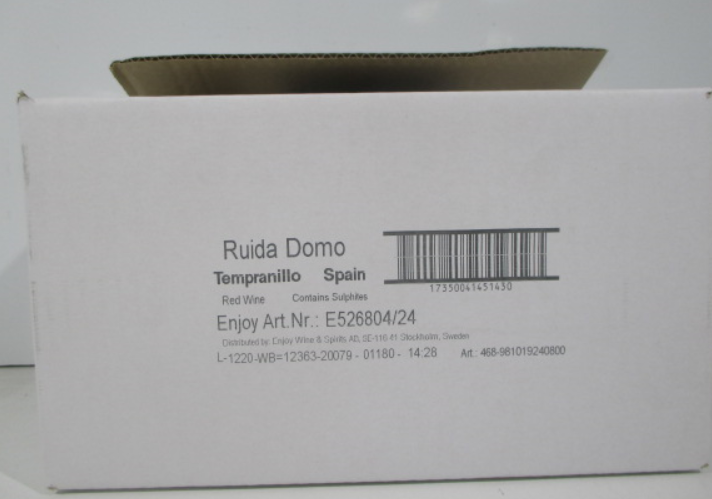 Ruida Domo
Tempranillo Spain
17350041451430
Red Wine Contains Sulphites
Enjoy Art.Nr.: E526804/24
Distributed by: Enjoy Wine & Spirits AB, SE-116 41 Stockholm, Sweden
L-1220-WB=12363-20079 - 01180 - 14:28 Art.: 468-981019240800